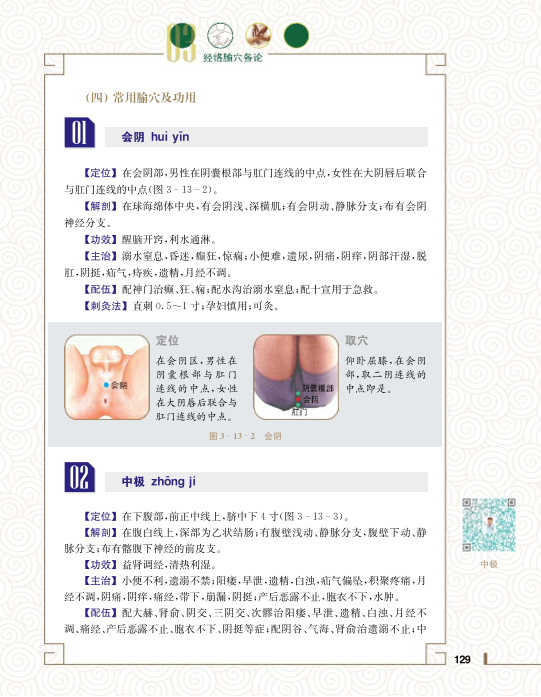 03
经络腧穴各论
(四) 常用腧穴及功用
01
会阴 huì yīn
【定位】在会阴部,男性在阴囊根部与肛门连线的中点,女性在大阴唇后联合
与肛门连线的中点(图 3-13-2)。
【解剖】在球海绵体中央,有会阴浅、深横肌;有会阴动、静脉分支;布有会阴
神经分支。
【功效】醒脑开窍,利水通淋。
【主治】溺水窒息,昏迷,癫狂,惊痫;小便难,遗尿,阴痛,阴痒,阴部汗湿,脱
肛,阴挺,疝气,痔疾,遗精,月经不调。
【配伍】配神门治癫、狂、痫;配水沟治溺水窒息;配十宣用于急救。
【刺灸法】直刺 0.5～1 寸;孕妇慎用;可灸。
会阴
定位
在会阴区,男性在
阴囊根部与肛门
连线的中点,女性
在大阴唇后联合与
肛门连线的中点。
阴囊根部
会阴
肛门
取穴
仰卧屈膝,在会阴
部,取二阴连线的
中点即是。
图 3-13-2 会阴
02
中极 zhōng jí
【定位】在下腹部,前正中线上,脐中下 4 寸(图 3-13-3)。
【解剖】在腹白线上,深部为乙状结肠;有腹壁浅动、静脉分支,腹壁下动、静
脉分支;布有髂腹下神经的前皮支。
【功效】益肾调经,清热利湿。
【主治】小便不利,遗溺不禁;阳痿,早泄,遗精,白浊,疝气偏坠,积聚疼痛,月
经不调,阴痛,阴痒,痛经,带下,崩漏,阴挺;产后恶露不止,胞衣不下,水肿。
【配伍】配大赫、肾俞、阴交、三阴交、次髎治阳痿、早泄、遗精、白浊、月经不
调、痛经、产后恶露不止、胞衣不下、阴挺等症;配阴谷、气海、肾俞治遗溺不止;中
中极
129